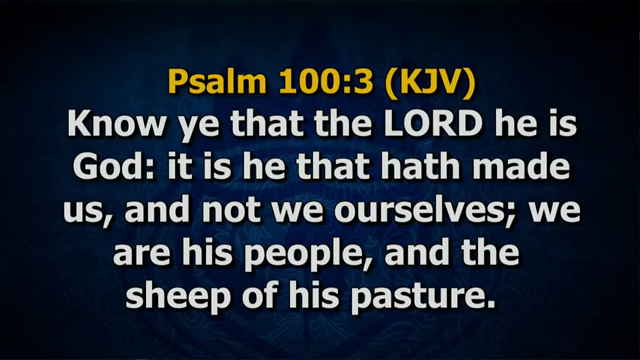 Psalm 100:3 (KJV)
Know ye that the LORD he is
God: it is he that hath made
us, and not we ourselves; we
are his people, and the
sheep of his pasture.